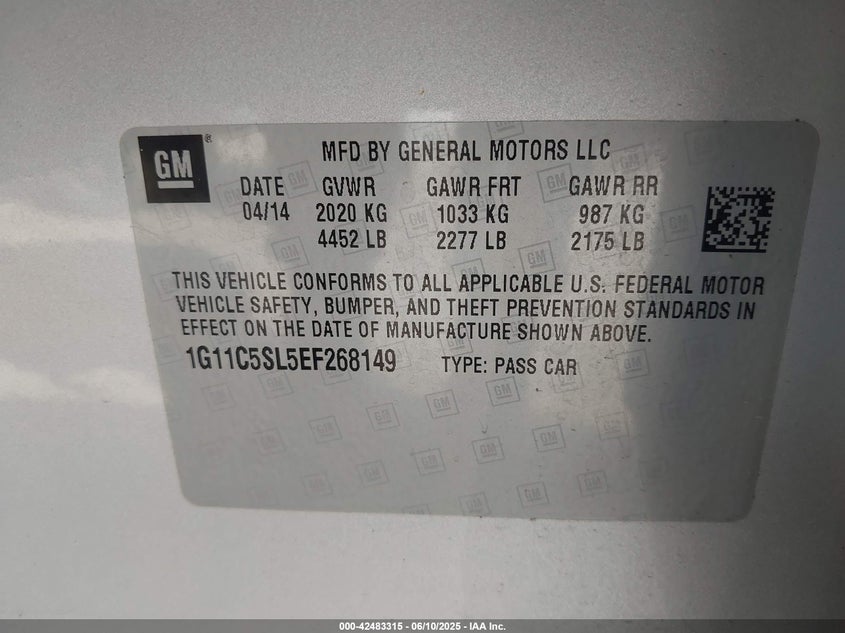 GM ®
MFD BY GENERAL MOTORS LLC
DATE GVWR GAWR FRT GAWR RR
04/14 2020 KG 1033 KG 987 KG
4452 LB 2277 LB 2175 LB
THIS VEHICLE CONFORMS TO ALL APPLICABLE U.S. FEDERAL MOTOR
VEHICLE SAFETY, BUMPER, AND THEFT PREVENTION STANDARDS IN
EFFECT ON THE DATE OF MANUFACTURE SHOWN ABOVE.
1G11C5SL5EF268149 TYPE: PASS CAR
000-42483315 - 06/10/2025 - IAA Inc.